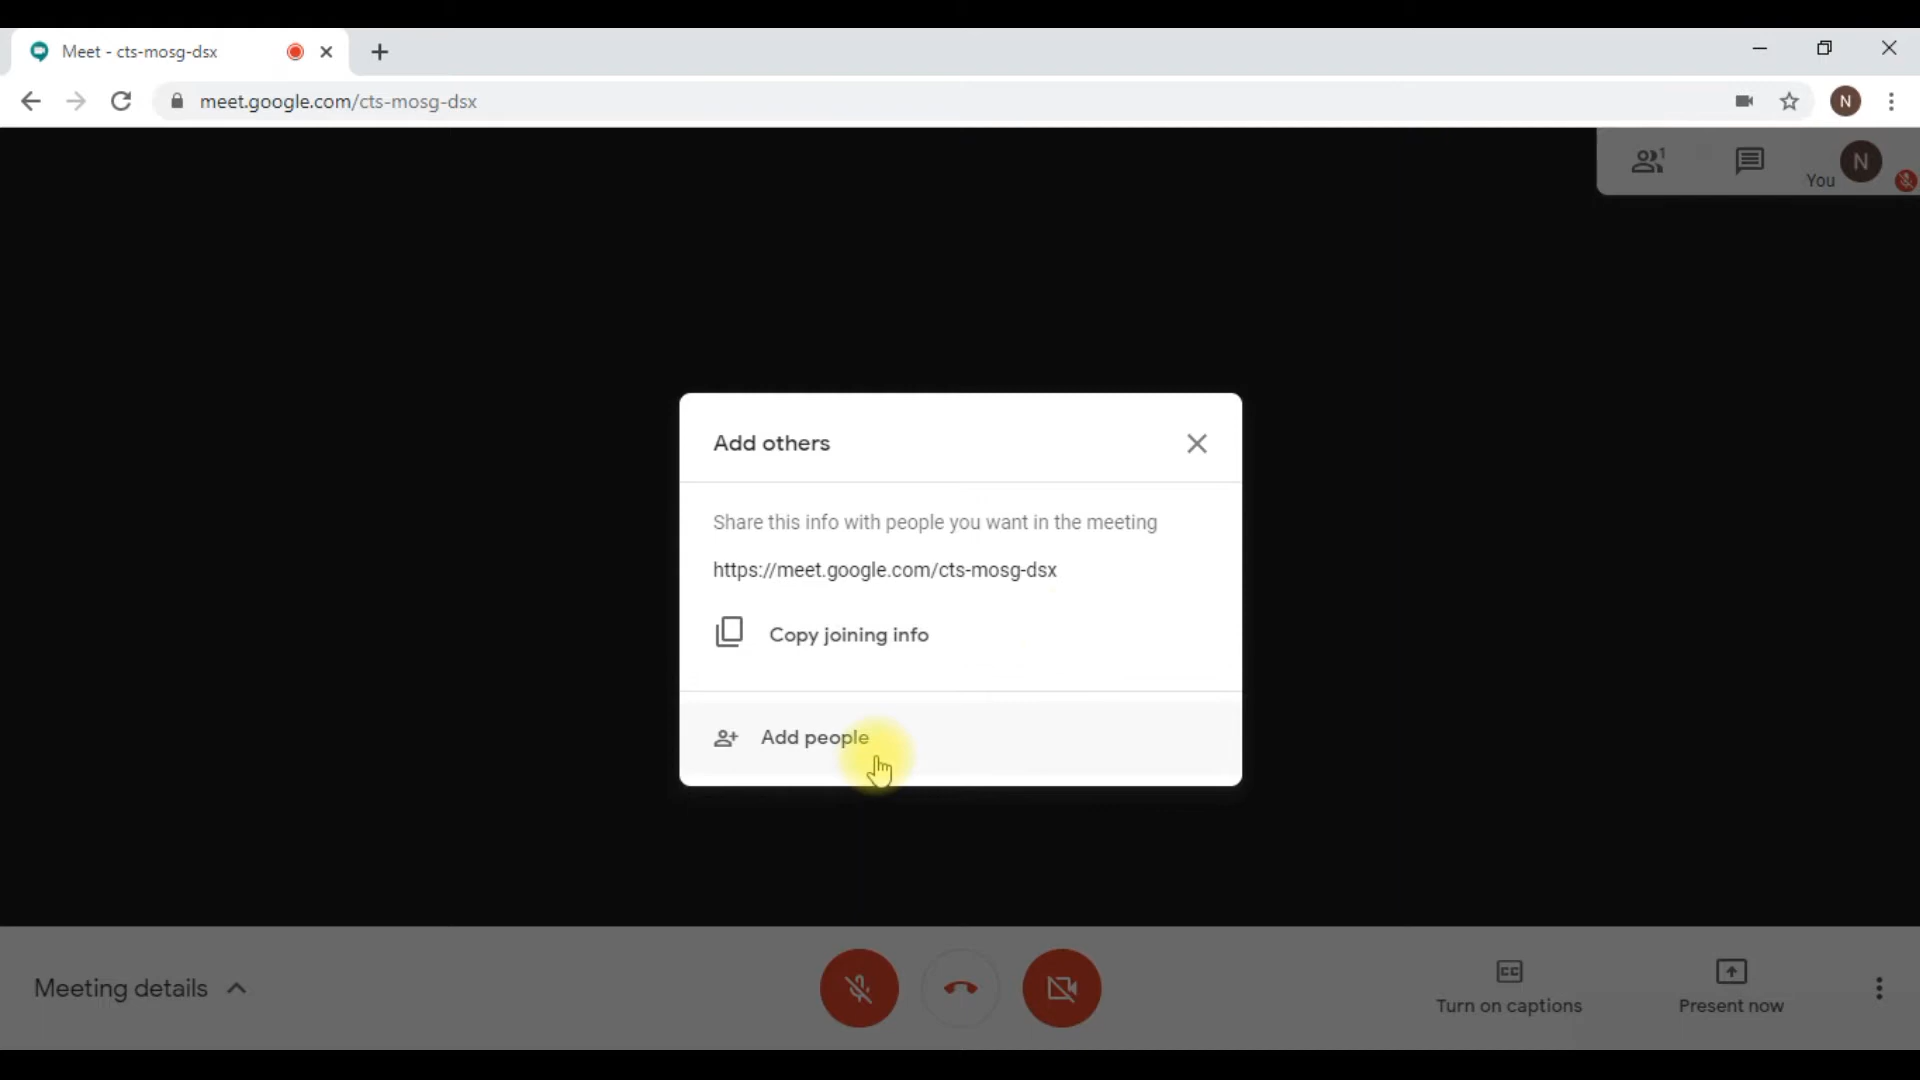 Meet - cts-mosg-dsx
meet.google.com/cts-mosg-dsx
N
1
You
N
Add others
Share this info with people you want in the meeting
https://meet.google.com/cts-mosg-dsx
Copy joining info
Add people
Meeting details
CC
Turn on captions
Present now